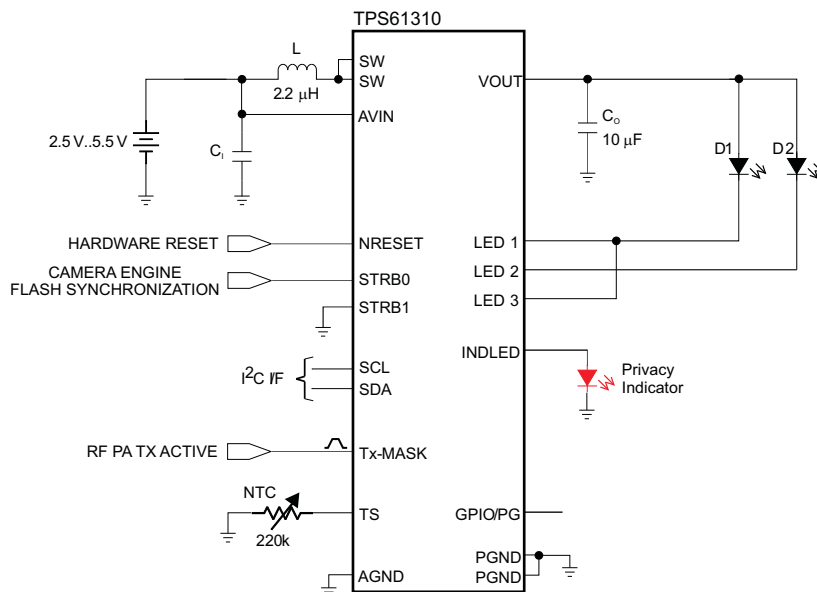 TPS61310
L
2.2 μH
SW
SW
AVIN
2.5 V..5.5 V
C_I
HARDWARE RESET
NRESET
CAMERA ENGINE
FLASH SYNCHRONIZATION
STRB0
STRB1
I²C I/F
SCL
SDA
RF PA TX ACTIVE
Tx-MASK
NTC
220k
TS
AGND
VOUT
C_O
10 μF
D1
D2
LED 1
LED 2
LED 3
INDLED
Privacy
Indicator
GPIO/PG
PGND
PGND